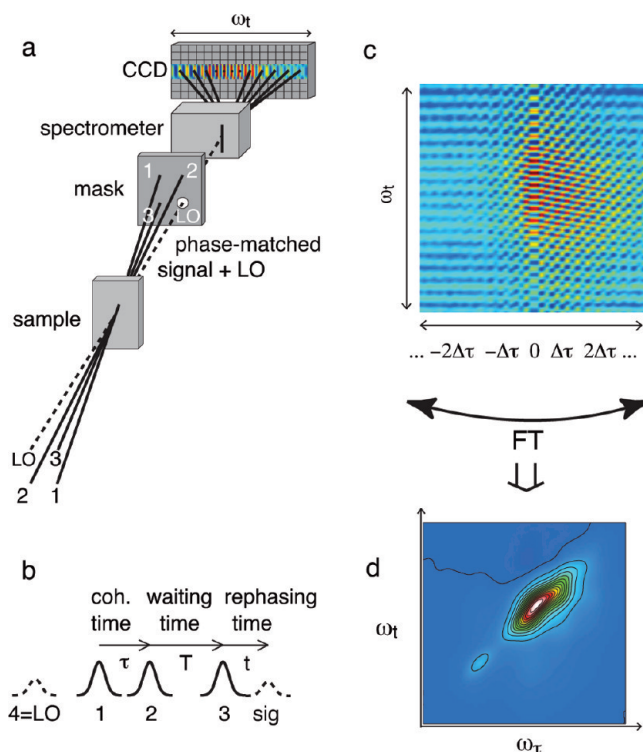 a
ωt
CCD
spectrometer
mask
1 2
3 LO
phase-matched
signal + LO
sample
LO 3
2 1
b
coh. waiting rephasing
time time time
τ T t
4=LO 1 2 3 sig
c
ωt
... −2Δτ −Δτ 0 Δτ 2Δτ ...
FT
d
ωt
ωτ